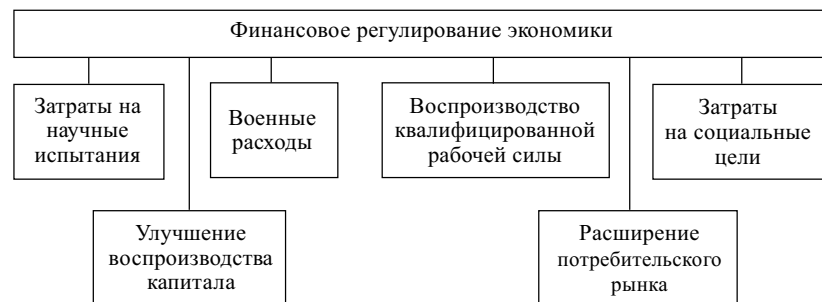 Финансовое регулирование экономики
Затраты на
научные
испытания
Военные
расходы
Воспроизводство
квалифицированной
рабочей силы
Затраты
на социальные
цели
Улучшение
воспроизводства
капитала
Расширение
потребительского
рынка